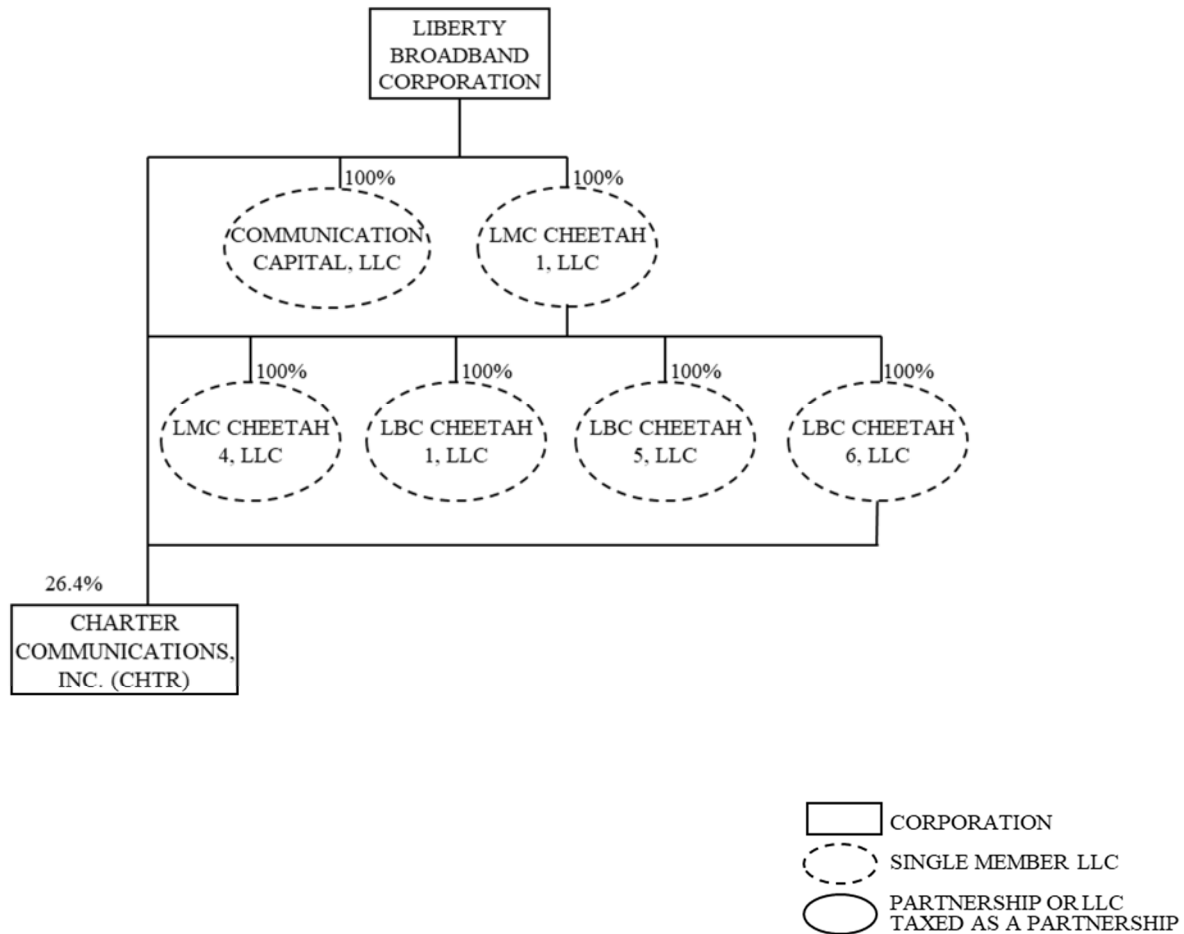 LIBERTY
BROADBAND
CORPORATION
100%
100%
COMMUNICATION
CAPITAL, LLC
LMC CHEETAH
1, LLC
100%
100%
100%
100%
LMC CHEETAH
4, LLC
LBC CHEETAH
1, LLC
LBC CHEETAH
5, LLC
LBC CHEETAH
6, LLC
26.4%
CHARTER
COMMUNICATIONS,
INC. (CHTR)
CORPORATION
SINGLE MEMBER LLC
PARTNERSHIP OR LLC
TAXED AS A PARTNERSHIP